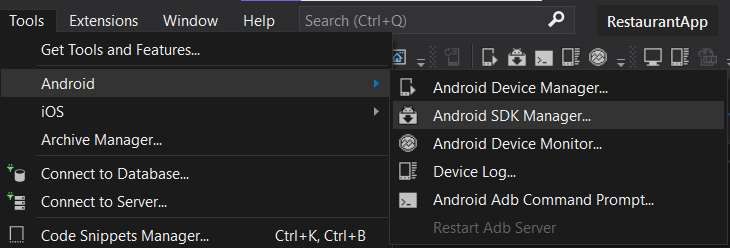 Tools Extensions Window Help Search (Ctrl+Q) RestaurantApp
Get Tools and Features...
Android
iOS
Archive Manager...
Connect to Database...
Connect to Server...
Code Snippets Manager... Ctrl+K, Ctrl+B
Android Device Manager...
Android SDK Manager...
Android Device Monitor...
Device Log...
Android Adb Command Prompt...
Restart Adb Server